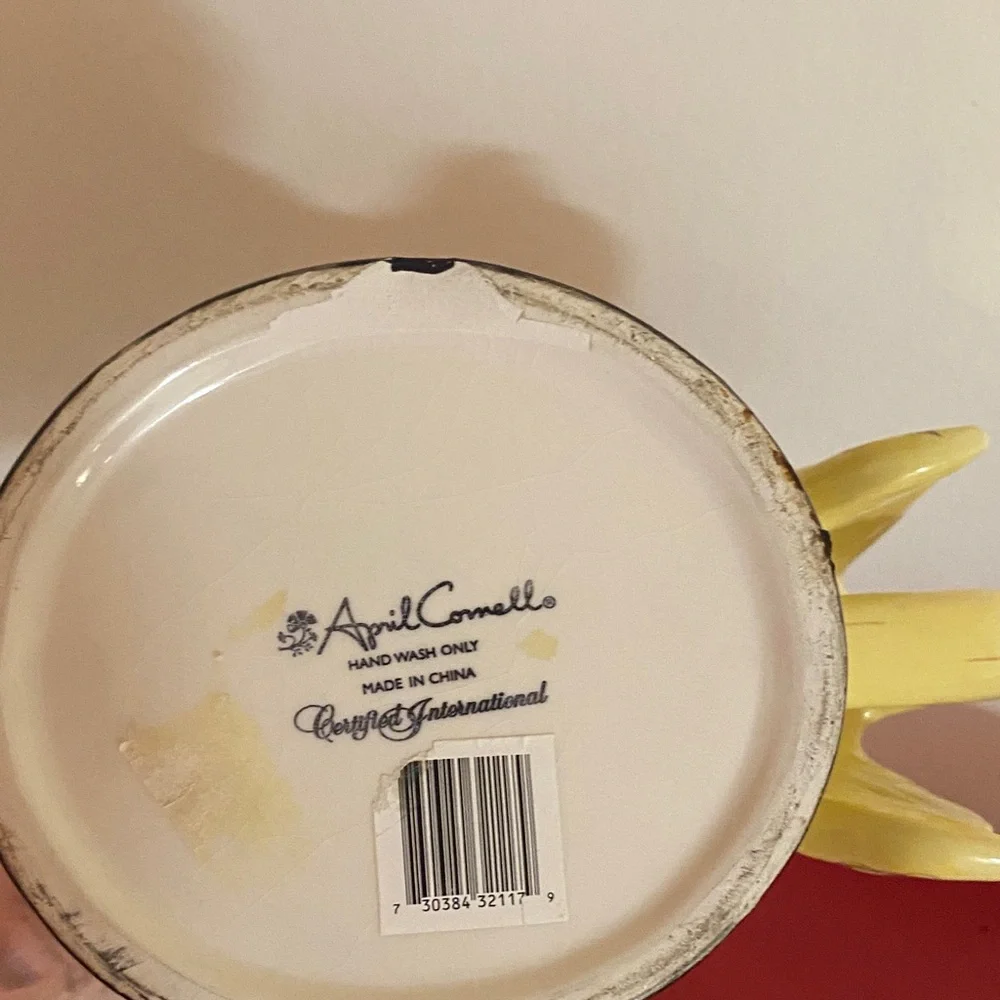 April Cornell®
HAND WASH ONLY
MADE IN CHINA
Certified International
7 30384 32117 9